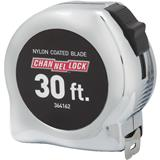 NYLON COATED BLADE
CHANNELLOCK
30 ft.
364162